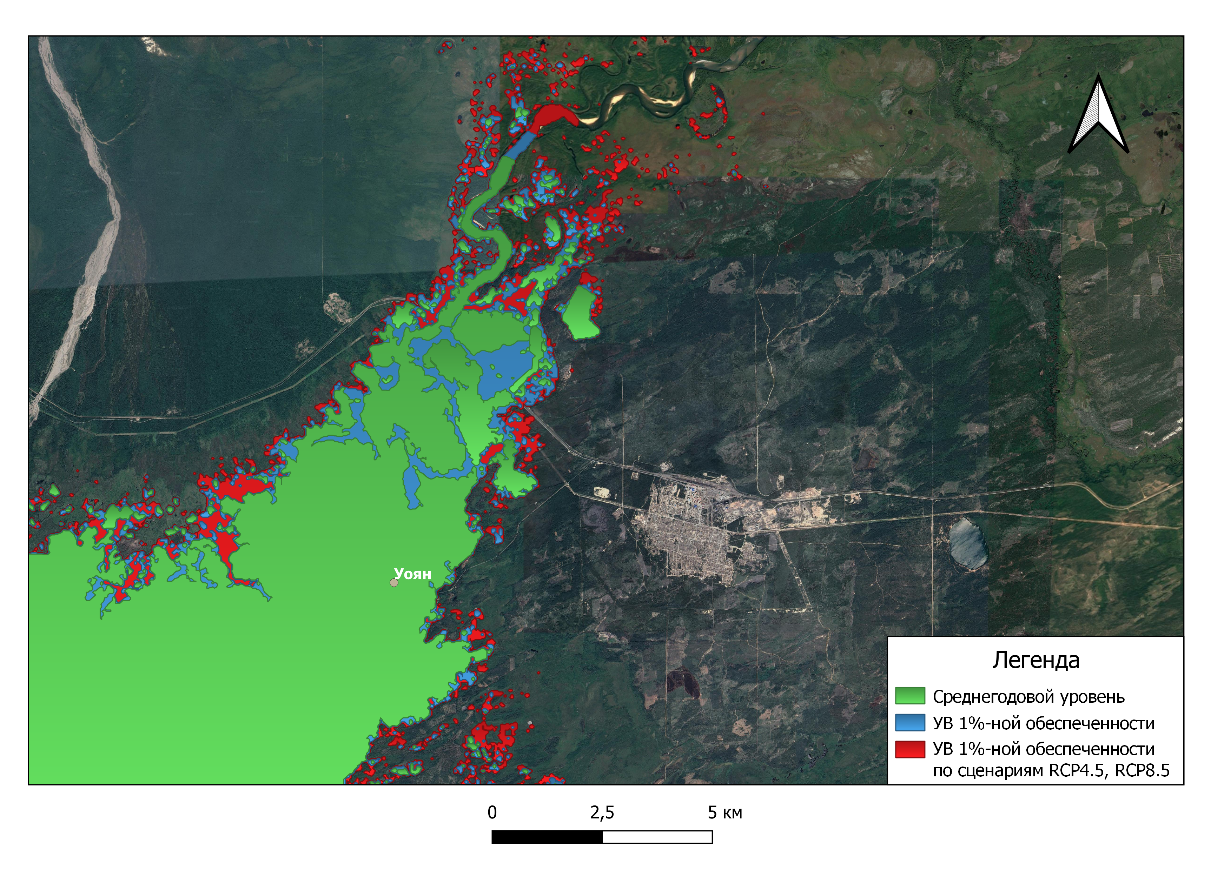 Уоян
Легенда
Среднегодовой уровень
УВ 1%-ной обеспеченности
УВ 1%-ной обеспеченности
по сценариям RCP4.5, RCP8.5
0 2,5 5 км